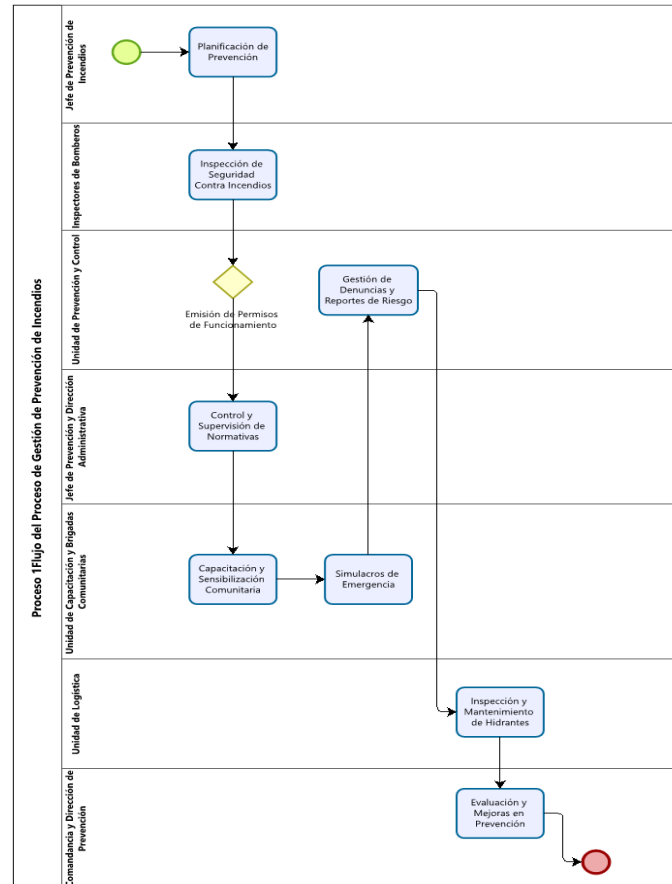 Proceso 1Flujo del Proceso de Gestión de Prevención de Incendios
Jefe de Prevención de
Incendios
Planificación de
Prevención
Inspectores de Bomberos
Inspección de
Seguridad
Contra Incendios
Unidad de Prevención y Control
Emisión de Permisos
de Funcionamiento
Gestión de
Denuncias y
Reportes de Riesgo
Jefe de Prevención y Dirección
Administrativa
Control y
Supervisión de
Normativas
Unidad de Capacitación y Brigadas
Comunitarias
Capacitación y
Sensibilización
Comunitaria
Simulacros de
Emergencia
Unidad de Logística
Inspección y
Mantenimiento
de Hidrantes
Comandancia y Dirección de
Prevención
Evaluación y
Mejoras en
Prevención